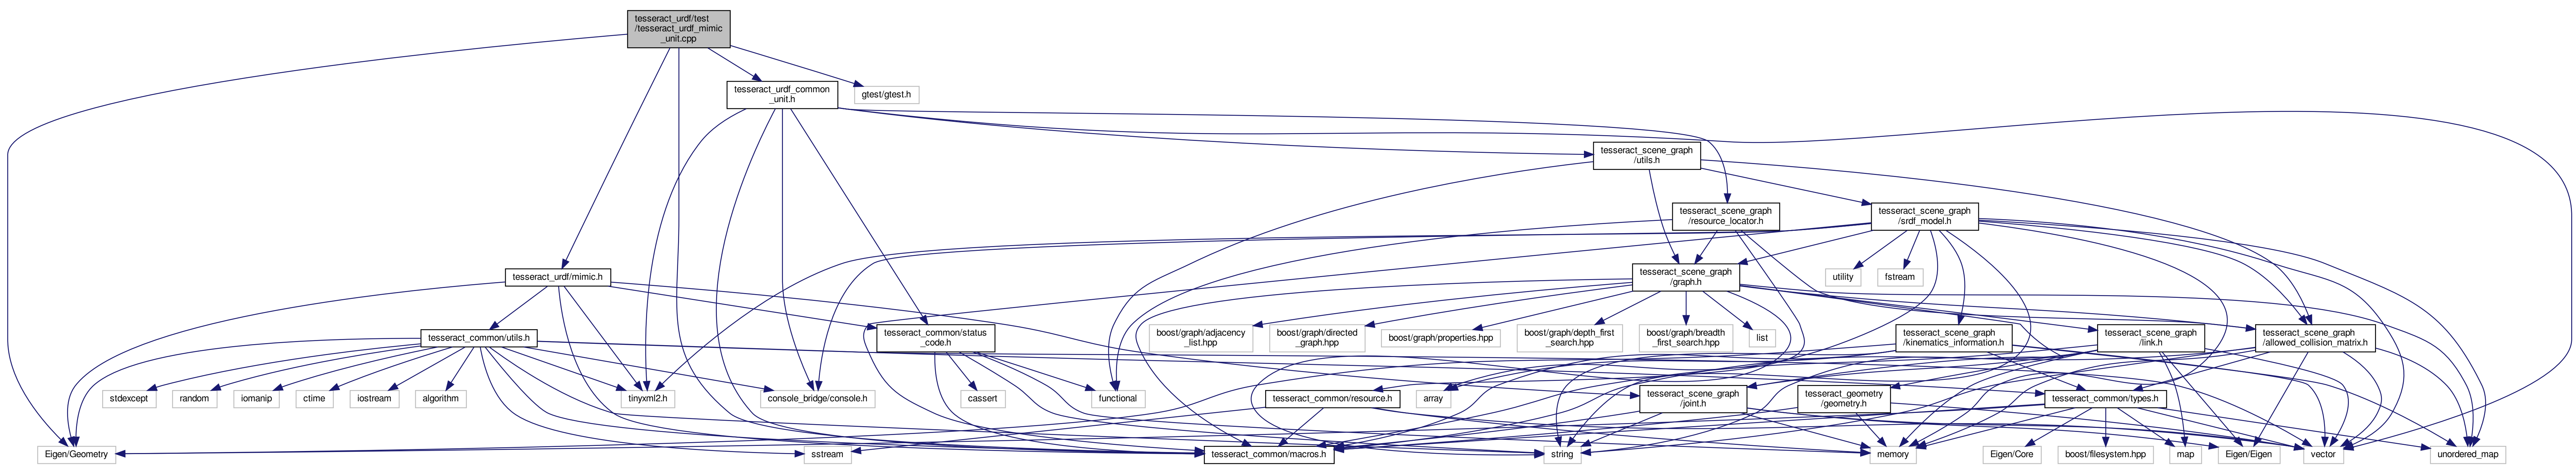 tesseract_urdf/test
/tesseract_urdf_mimic
_unit.cpp
tesseract_urdf_common
_unit.h
gtest/gtest.h
tesseract_scene_graph
/utils.h
tesseract_scene_graph
/resource_locator.h
tesseract_scene_graph
/srdf_model.h
tesseract_urdf/mimic.h
tesseract_scene_graph
/graph.h
utility
fstream
tesseract_common/utils.h
tesseract_common/status
_code.h
boost/graph/adjacency
_list.hpp
boost/graph/directed
_graph.hpp
boost/graph/properties.hpp
boost/graph/depth_first
_search.hpp
boost/graph/breadth
_first_search.hpp
list
tesseract_scene_graph
/kinematics_information.h
tesseract_scene_graph
/link.h
tesseract_scene_graph
/allowed_collision_matrix.h
stdexcept
random
iomanip
ctime
iostream
algorithm
tinyxml2.h
console_bridge/console.h
cassert
functional
tesseract_common/resource.h
array
tesseract_scene_graph
/joint.h
tesseract_geometry
/geometry.h
tesseract_common/types.h
Eigen/Geometry
sstream
tesseract_common/macros.h
string
memory
Eigen/Core
boost/filesystem.hpp
map
Eigen/Eigen
vector
unordered_map